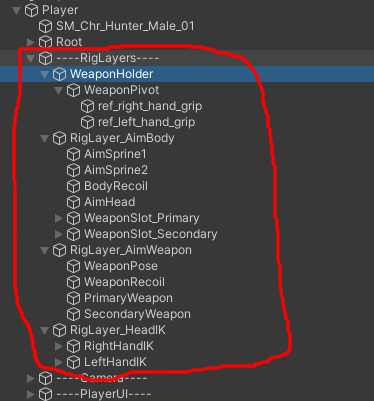 Player
SM_Chr_Hunter_Male_01
Root
----RigLayers----
WeaponHolder
WeaponPivot
ref_right_hand_grip
ref_left_hand_grip
RigLayer_AimBody
AimSprine1
AimSprine2
BodyRecoil
AimHead
WeaponSlot_Primary
WeaponSlot_Secondary
RigLayer_AimWeapon
WeaponPose
WeaponRecoil
PrimaryWeapon
SecondaryWeapon
RigLayer_HeadIK
RightHandIK
LeftHandIK
----Camera----
----PlayerUI----